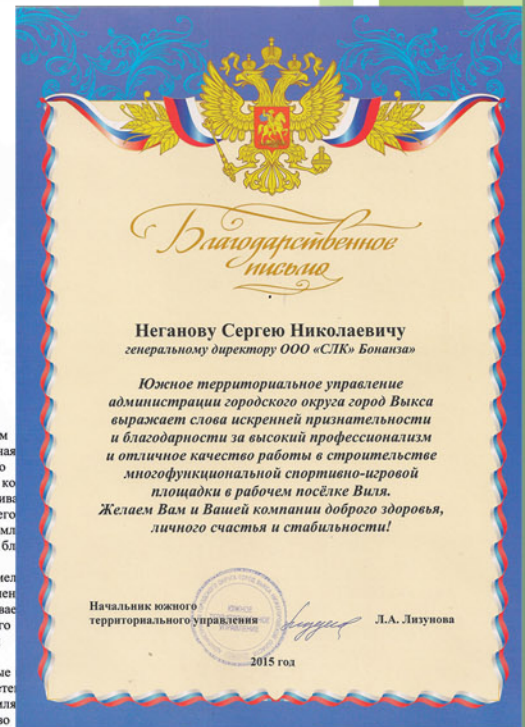 Благодарственное
письмо
Неганову Сергею Николаевичу
генеральному директору ООО «СЛК» Бонанза»
Южное территориальное управление
администрации городского округа город Выкса
выражает слова искренней признательности
и благодарности за высокий профессионализм
и отличное качество работы в строительстве
многофункциональной спортивно-игровой
площадки в рабочем посёлке Виля.
Желаем Вам и Вашей компании доброго здоровья,
личного счастья и стабильности!
Начальник южного
территориального управления
Л.А. Лизунова
2015 год